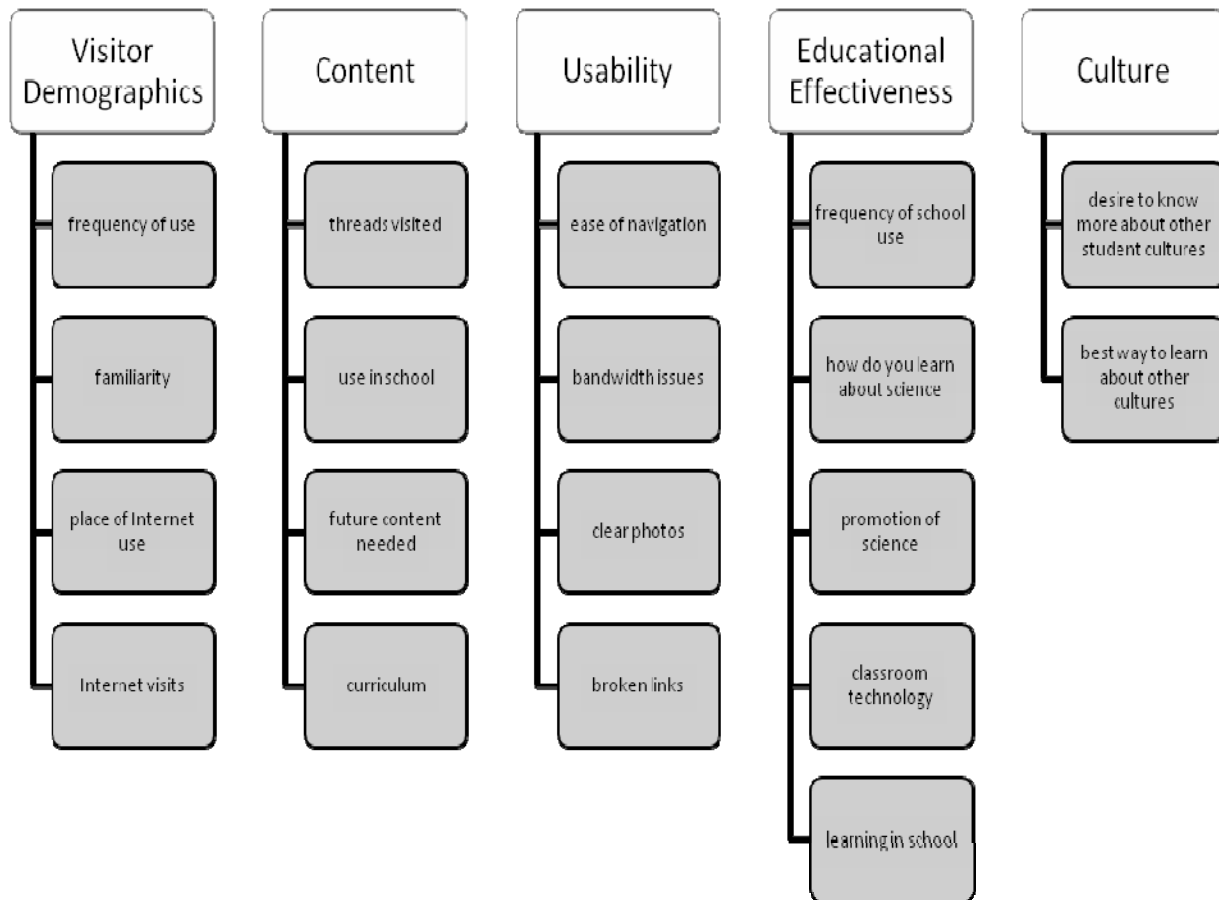 Visitor
Demographics
frequency of use
familiarity
place of Internet
use
Internet visits
Content
threads visited
use in school
future content
needed
curriculum
Usability
ease of navigation
bandwidth issues
clear photos
broken links
Educational
Effectiveness
frequency of school
use
how do you learn
about science
promotion of
science
classroom
technology
learning in school
Culture
desire to know
more about other
student cultures
best way to learn
about other
cultures